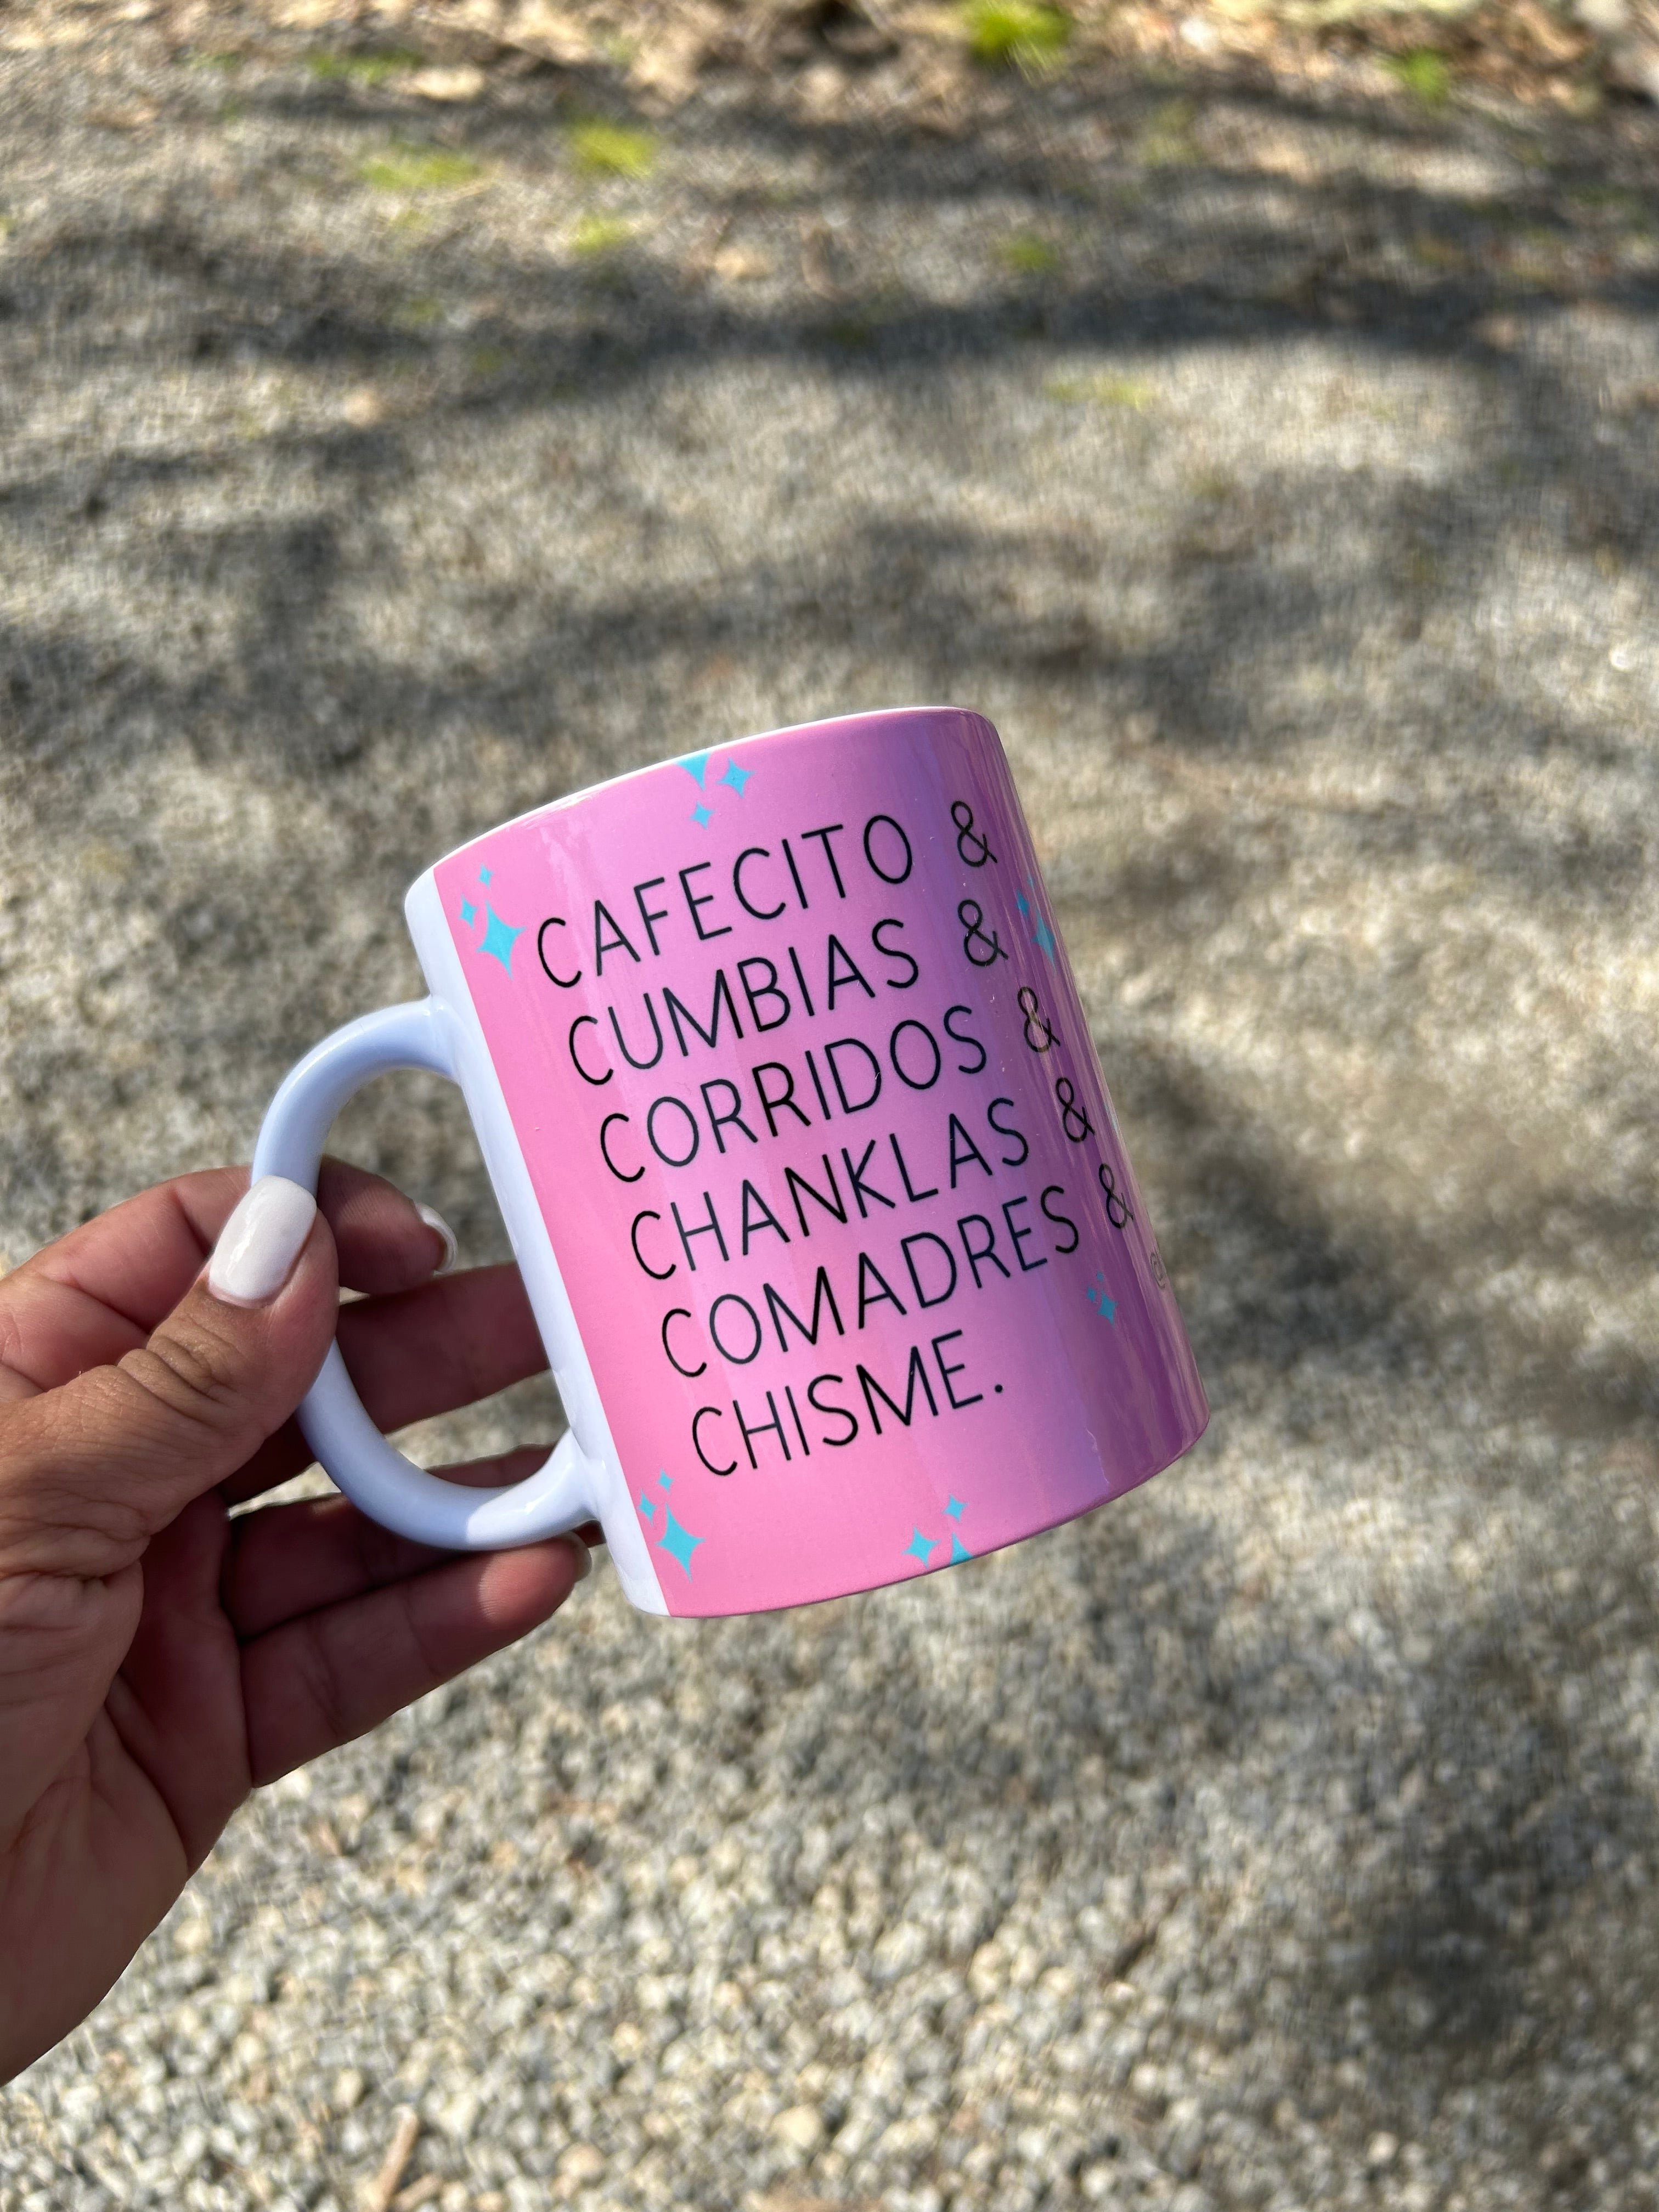 CAFECITO &
CUMBIAS &
CORRIDOS &
CHANKLAS &
COMADRES &
CHISME.